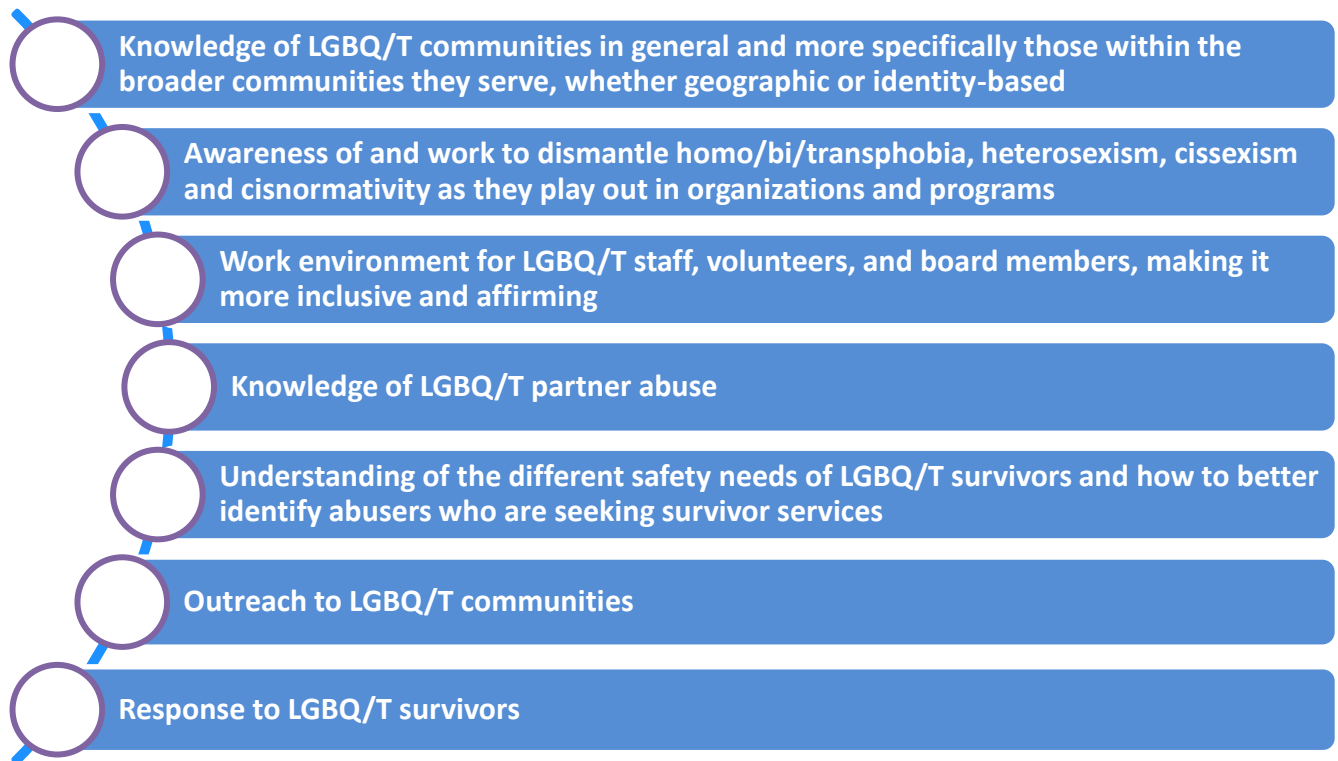 Knowledge of LGBQ/T communities in general and more specifically those within the
broader communities they serve, whether geographic or identity-based
Awareness of and work to dismantle homo/bi/transphobia, heterosexism, cissexism
and cisnormativity as they play out in organizations and programs
Work environment for LGBQ/T staff, volunteers, and board members, making it
more inclusive and affirming
Knowledge of LGBQ/T partner abuse
Understanding of the different safety needs of LGBQ/T survivors and how to better
identify abusers who are seeking survivor services
Outreach to LGBQ/T communities
Response to LGBQ/T survivors